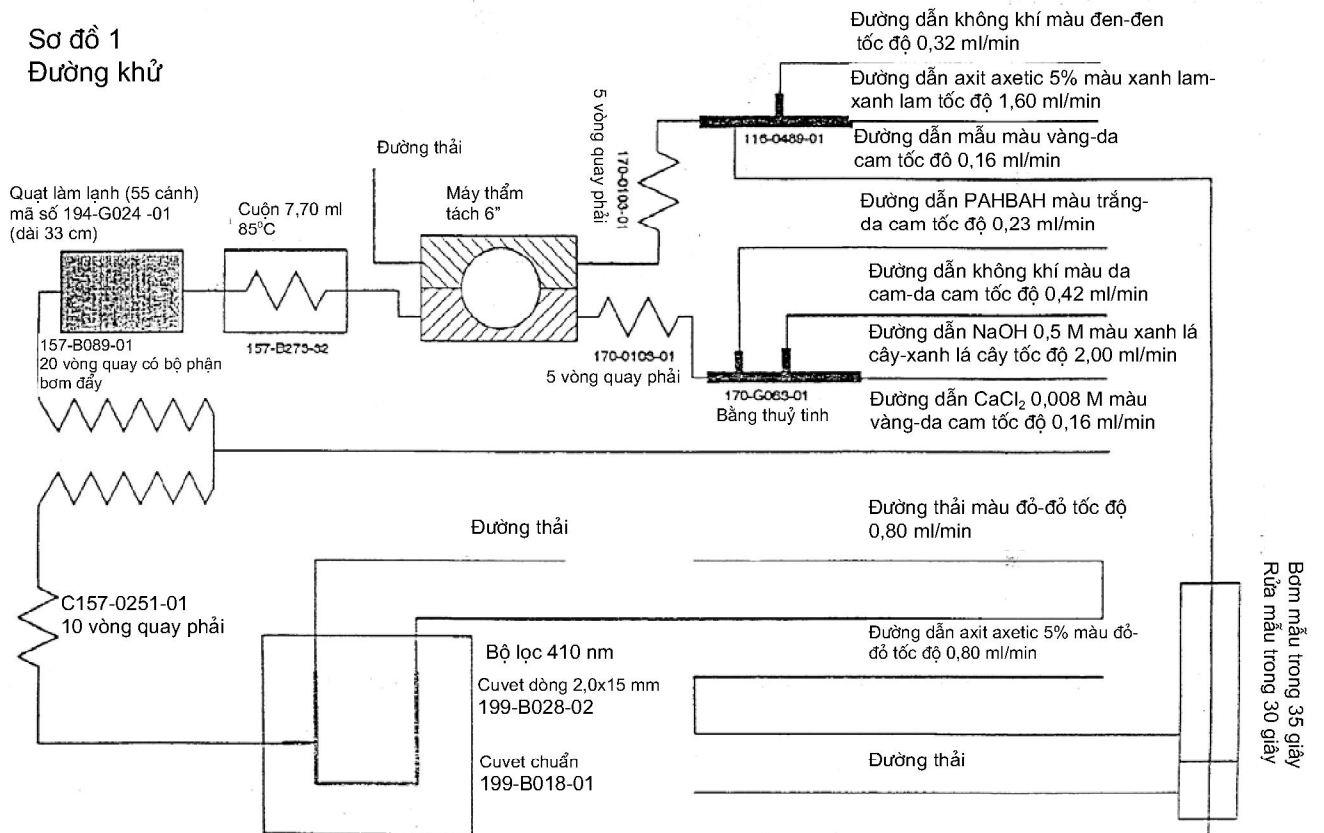 Sơ đồ 1
Đường khử
Đường dẫn không khí màu đen-đen
tốc độ 0,32 ml/min
Đường dẫn axit axetic 5% màu xanh lam-
xanh lam tốc độ 1,60 ml/min
116-0489-01
Đường dẫn mẫu màu vàng-da
cam tốc đô 0,16 ml/min
5 vòng quay phải
170-0103-01
Đường thải
Quạt làm lạnh (55 cánh)
mã số 194-G024 -01
(dài 33 cm)
Cuộn 7,70 ml
85°C
Máy thẩm
tách 6”
Đường dẫn PAHBAH màu trắng-
da cam tốc độ 0,23 ml/min
Đường dẫn không khí màu da
cam-da cam tốc độ 0,42 ml/min
157-B089-01
20 vòng quay có bộ phận
bơm đẩy
157-B273-32
170-0103-01
5 vòng quay phải
Đường dẫn NaOH 0,5 M màu xanh lá
cây-xanh lá cây tốc độ 2,00 ml/min
170-G063-01
Bằng thuỷ tinh
Đường dẫn CaCl₂ 0,008 M màu
vàng-da cam tốc độ 0,16 ml/min
Đường thải
Đường thải màu đỏ-đỏ tốc độ
0,80 ml/min
C157-0251-01
10 vòng quay phải
Bộ lọc 410 nm
Đường dẫn axit axetic 5% màu đỏ-
đỏ tốc độ 0,80 ml/min
Cuvet dòng 2,0x15 mm
199-B028-02
Cuvet chuẩn
199-B018-01
Đường thải
Bơm mẫu trong 35 giây
Rửa mẫu trong 30 giây